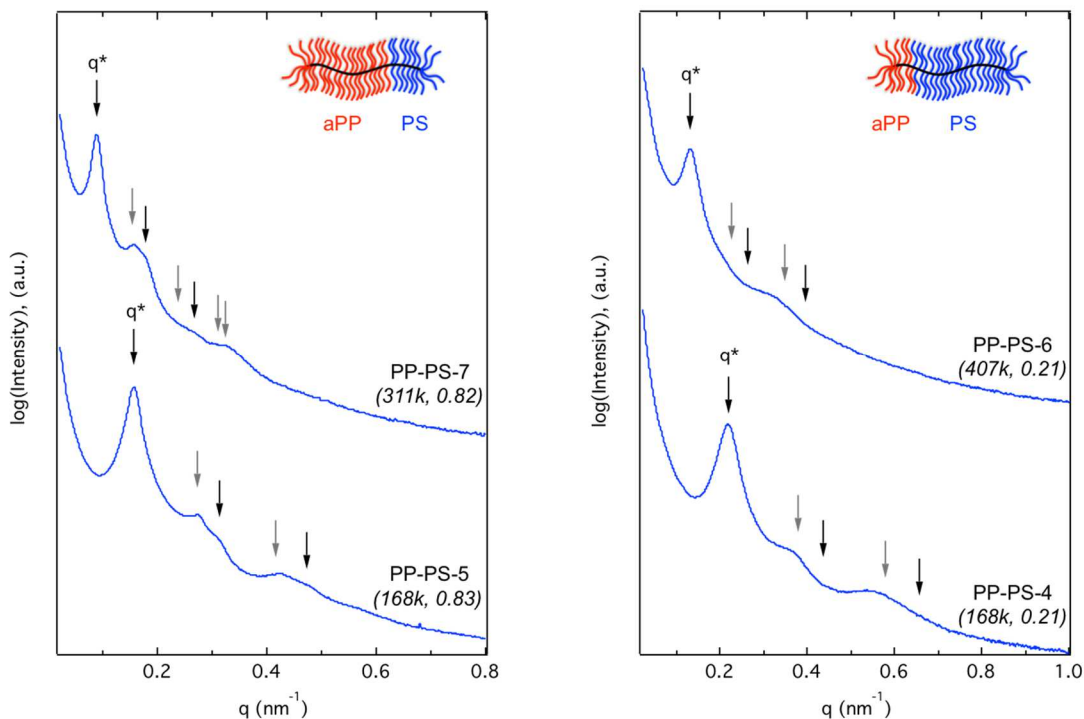 log(Intensity), (a.u.)
q*
aPP PS
q*
PP-PS-7
(311k, 0.82)
PP-PS-5
(168k, 0.83)
0.2 0.4 0.6 0.8
q (nm⁻¹)
log(Intensity), (a.u.)
q*
aPP PS
q*
PP-PS-6
(407k, 0.21)
PP-PS-4
(168k, 0.21)
0.2 0.4 0.6 0.8 1.0
q (nm⁻¹)